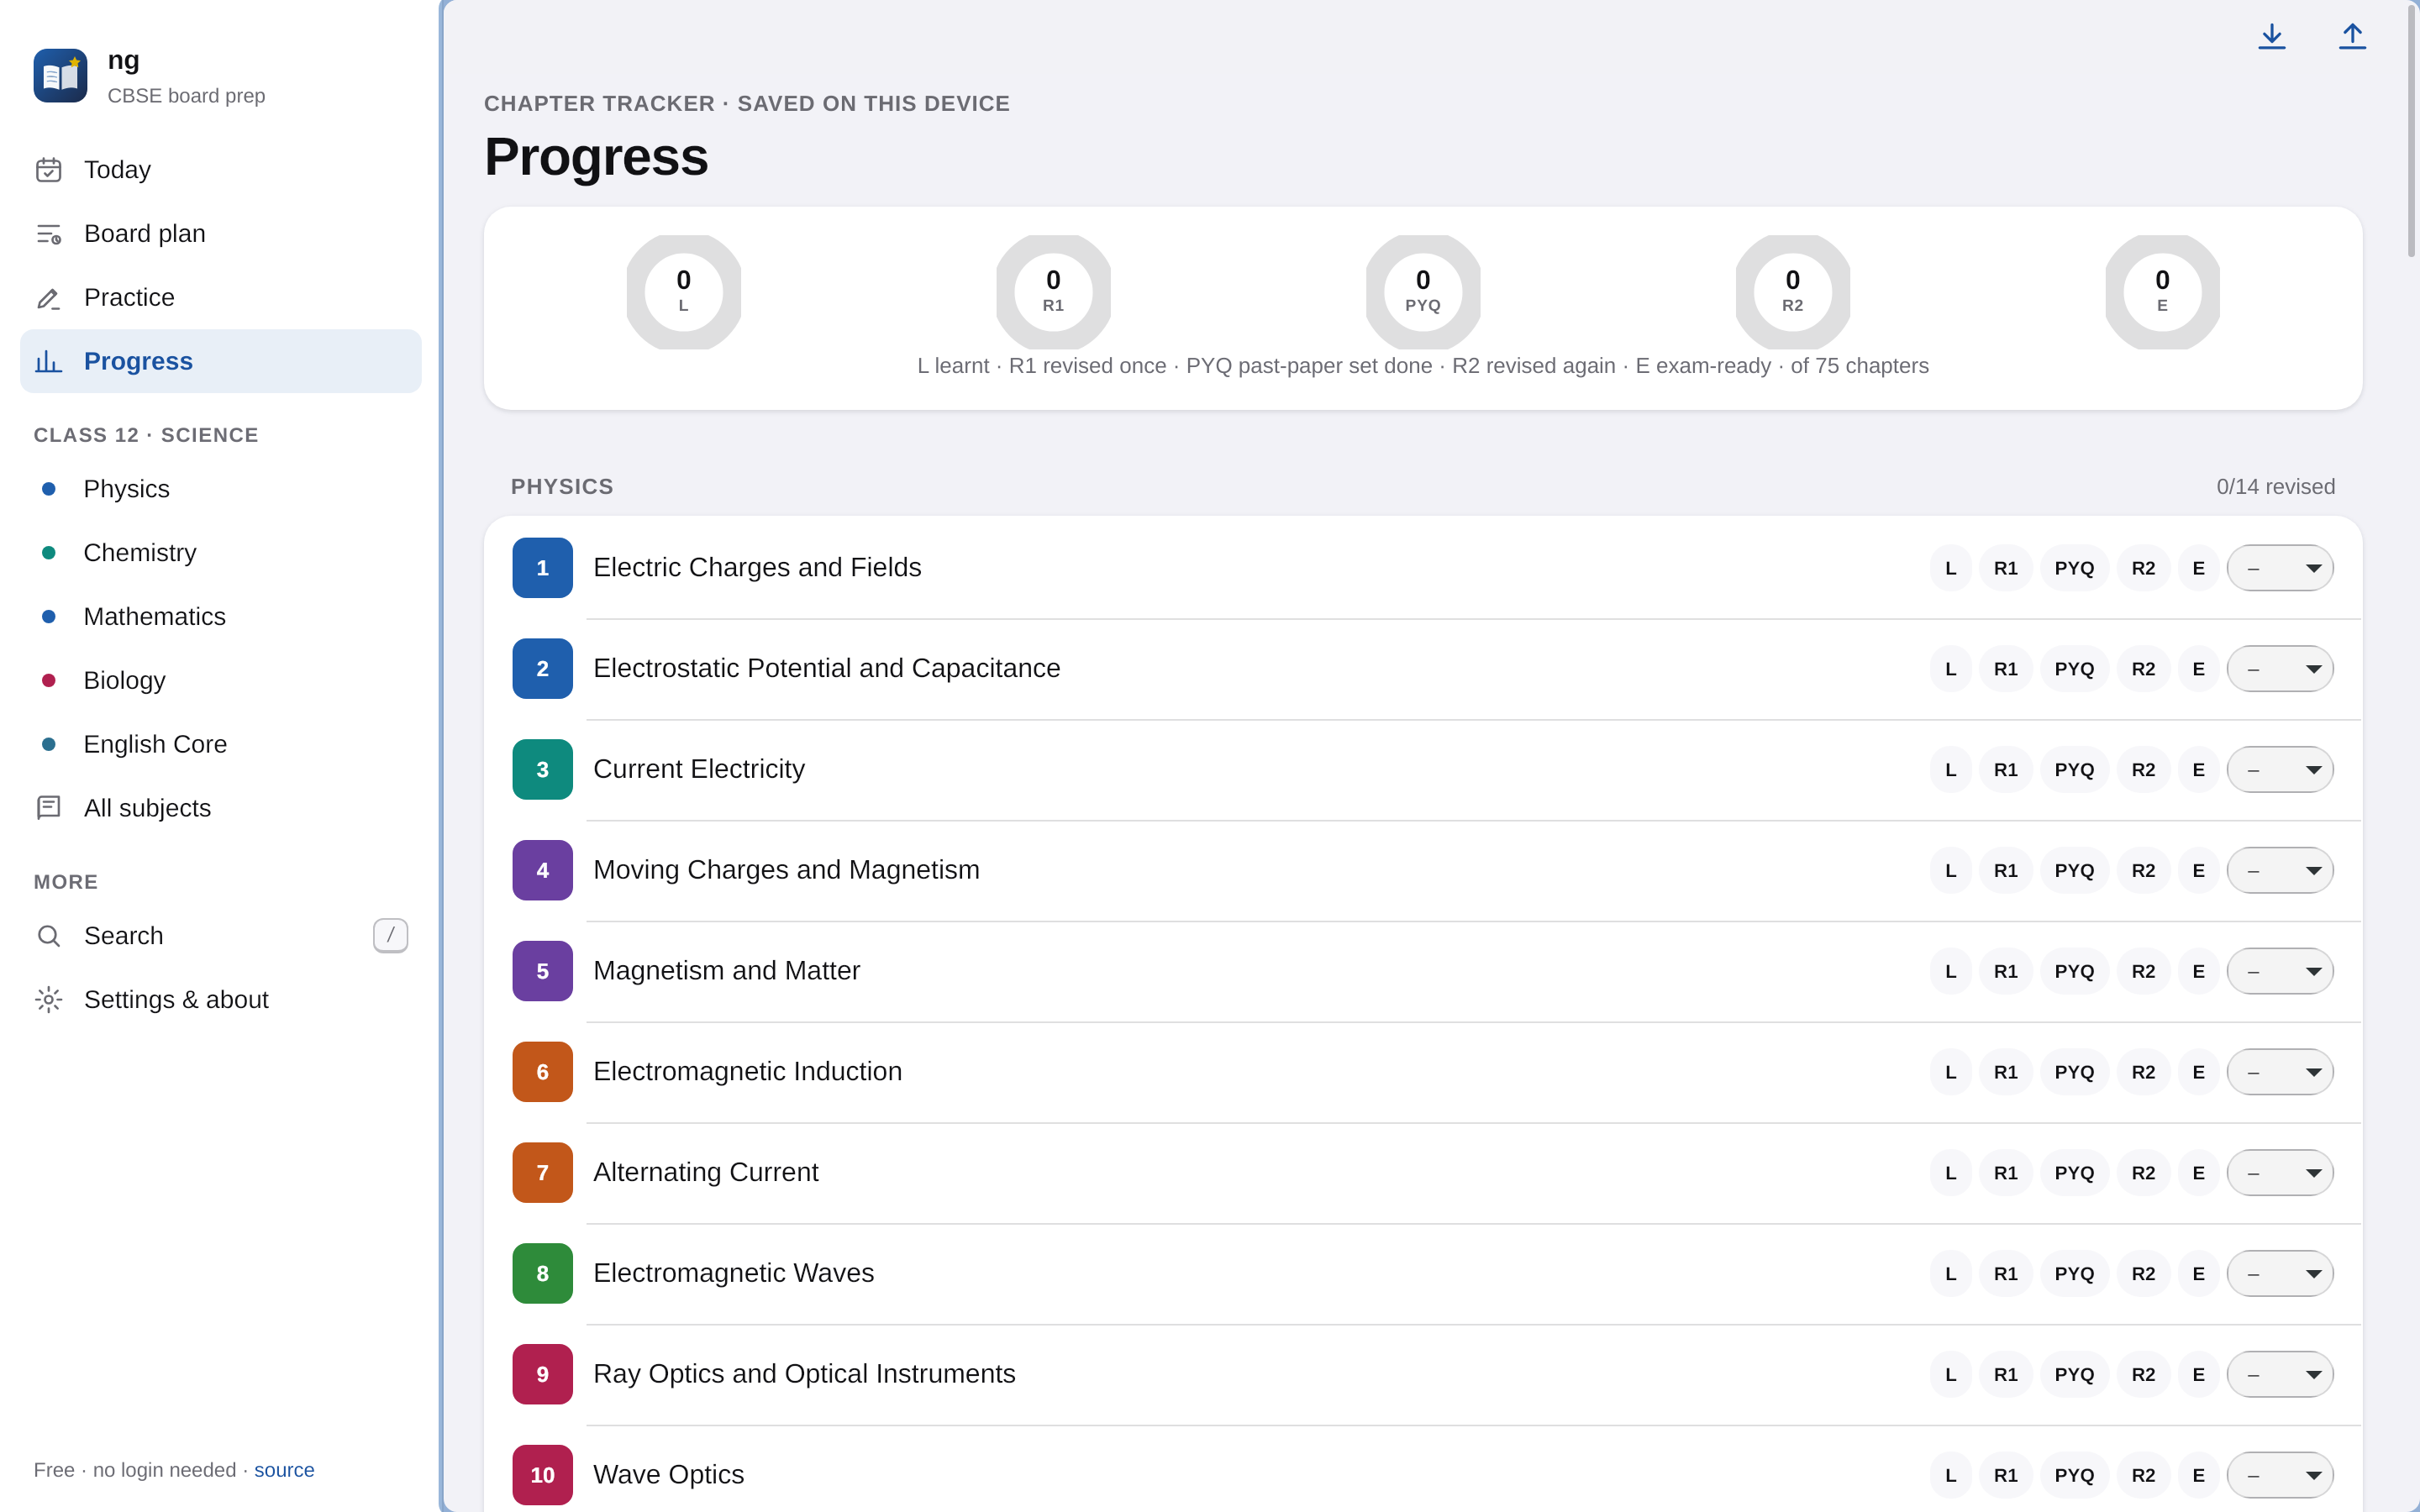 ng
CBSE board prep
Today
Board plan
Practice
Progress
CLASS 12 · SCIENCE
Physics
Chemistry
Mathematics
Biology
English Core
All subjects
MORE
Search /
Settings & about
Free · no login needed · source
CHAPTER TRACKER · SAVED ON THIS DEVICE
Progress
0 0 0 0 0
L R1 PYQ R2 E
L learnt · R1 revised once · PYQ past-paper set done · R2 revised again · E exam-ready · of 75 chapters
PHYSICS 0/14 revised
1 Electric Charges and Fields L R1 PYQ R2 E –
2 Electrostatic Potential and Capacitance L R1 PYQ R2 E –
3 Current Electricity L R1 PYQ R2 E –
4 Moving Charges and Magnetism L R1 PYQ R2 E –
5 Magnetism and Matter L R1 PYQ R2 E –
6 Electromagnetic Induction L R1 PYQ R2 E –
7 Alternating Current L R1 PYQ R2 E –
8 Electromagnetic Waves L R1 PYQ R2 E –
9 Ray Optics and Optical Instruments L R1 PYQ R2 E –
10 Wave Optics L R1 PYQ R2 E –